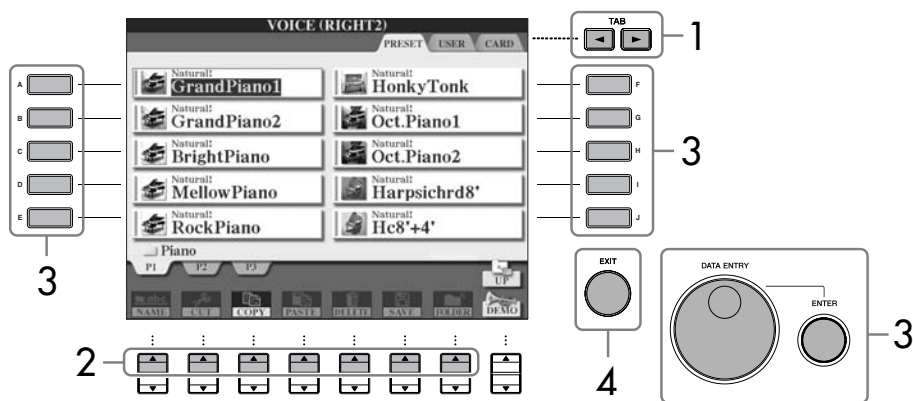 VOICE (RIGHT2)
PRESET USER CARD
TAB
1
A
B
C
D
E
3
Natural!
GrandPiano1
Natural!
GrandPiano2
Natural!
BrightPiano
Natural!
MellowPiano
Natural!
RockPiano
Natural!
HonkyTonk
Natural!
Oct.Piano1
Natural!
Oct.Piano2
Natural!
Harpsichrd8'
Natural!
Hc8'+4'
F
G
H
I
J
3
Piano
P1 P2 P3
UP
NAME CUT COPY PASTE DELETE SAVE FOLDER DEMO
2
EXIT
4
DATA ENTRY
ENTER
3